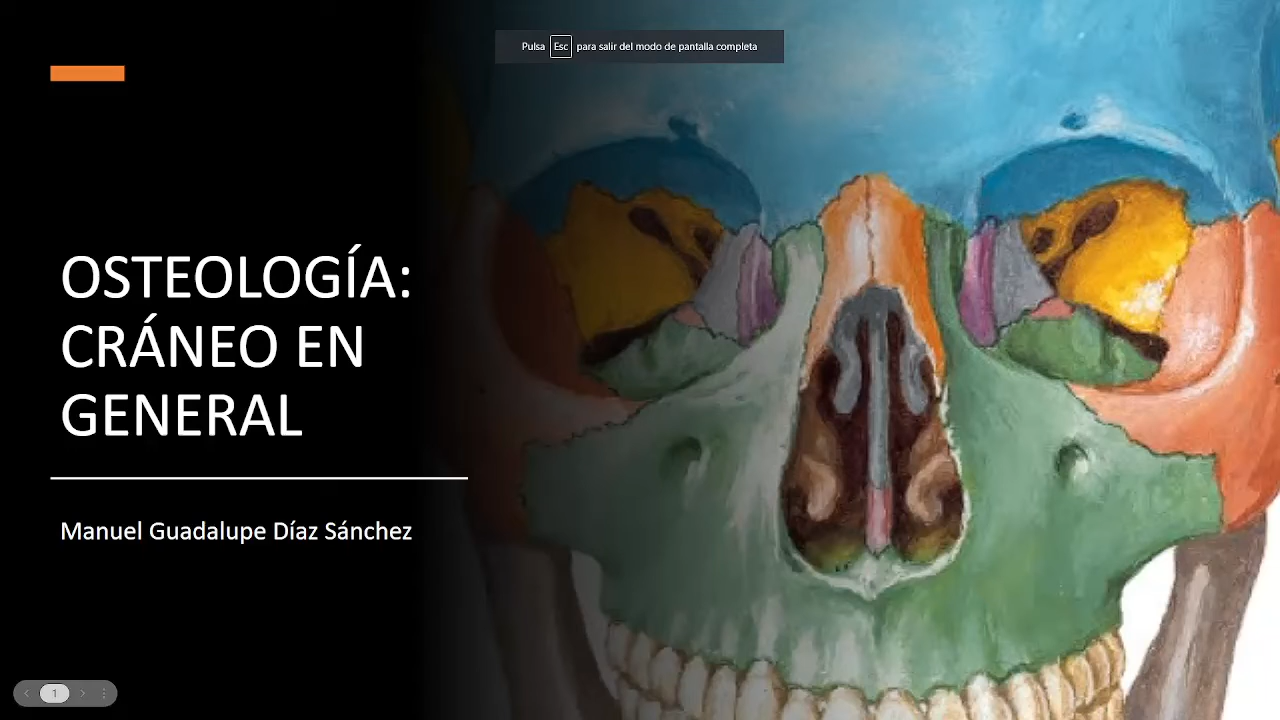 Pulsa Esc para salir del modo de pantalla completa
OSTEOLOGÍA:
CRÁNEO EN
GENERAL
Manuel Guadalupe Díaz Sánchez
1